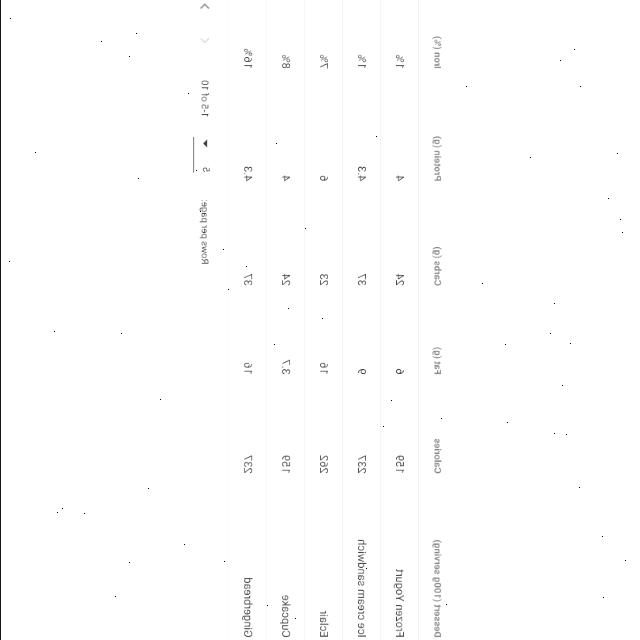 Dessert (100g serving) Calories Fat (g) Carbs (g) Protein (g) Iron (%)
Frozen Yogurt 159 6 24 4 1%
Ice cream sandwich 237 9 37 4.3 1%
Eclair 262 16 23 6 7%
Cupcake 159 3.7 24 4 8%
Gingerbread 237 16 37 4.3 16%
Rows per page: 5 1-5 of 10